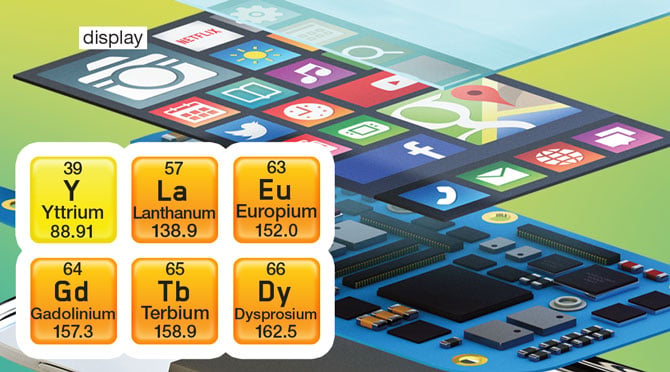 display
NETFLIX
39
Y
Yttrium
88.91
57
La
Lanthanum
138.9
63
Eu
Europium
152.0
64
Gd
Gadolinium
157.3
65
Tb
Terbium
158.9
66
Dy
Dysprosium
162.5